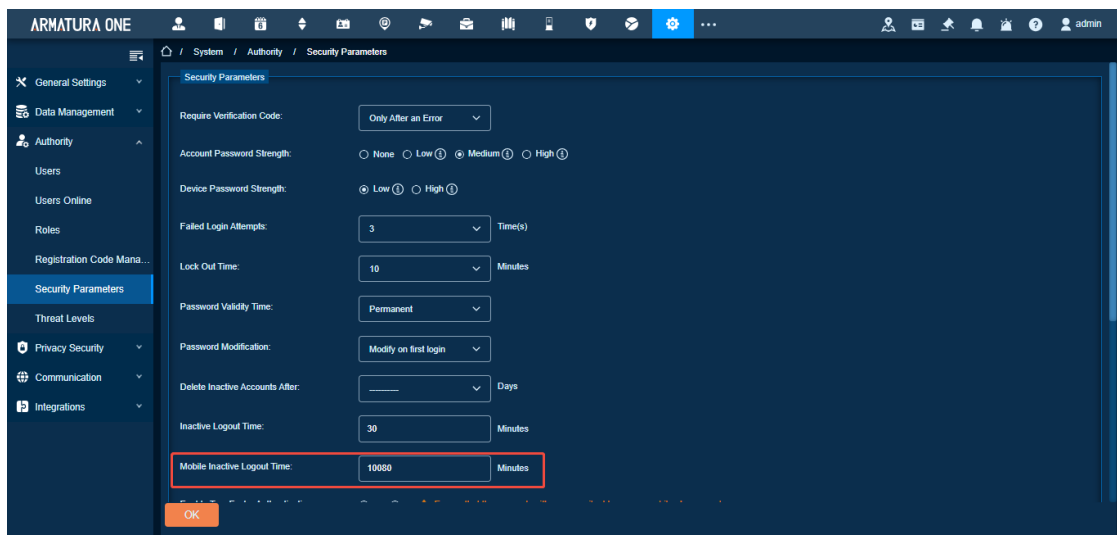 ARMATURA ONE
6
admin
/ System / Authority / Security Parameters
General Settings
Data Management
Authority
Users
Users Online
Roles
Registration Code Mana...
Security Parameters
Threat Levels
Privacy Security
Communication
Integrations
Security Parameters
Require Verification Code: Only After an Error
Account Password Strength: None Low Medium High
Device Password Strength: Low High
Failed Login Attempts: 3 Time(s)
Lock Out Time: 10 Minutes
Password Validity Time: Permanent
Password Modification: Modify on first login
Delete Inactive Accounts After: ------ Days
Inactive Logout Time: 30 Minutes
Mobile Inactive Logout Time: 10080 Minutes
OK